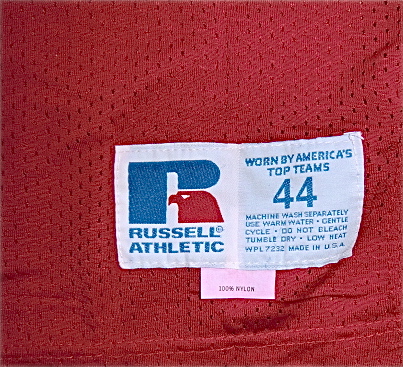 RUSSELL®
ATHLETIC
WORN BY AMERICA'S
TOP TEAMS
44
MACHINE WASH SEPARATELY
USE WARM WATER • GENTLE
CYCLE • DO NOT BLEACH
TUMBLE DRY • LOW HEAT
WPL 7232 MADE IN U.S.A.
100% NYLON